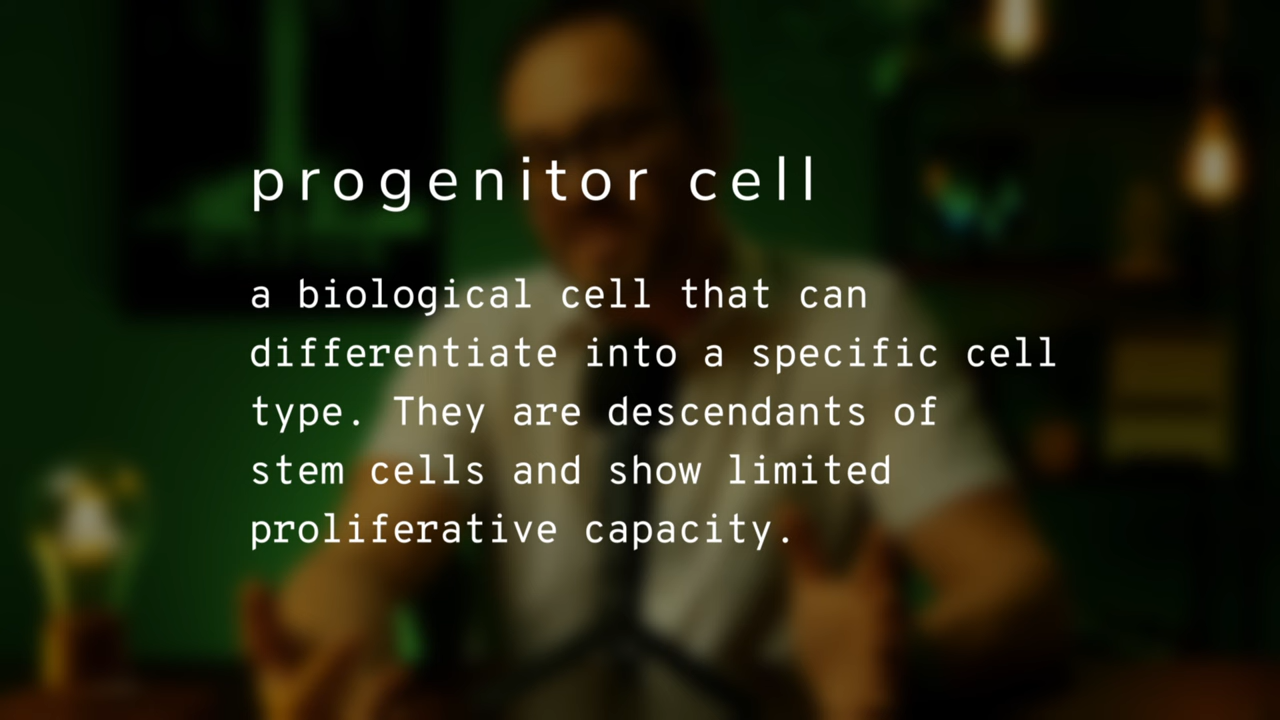 progenitor cell
a biological cell that can
differentiate into a specific cell
type. They are descendants of
stem cells and show limited
proliferative capacity.